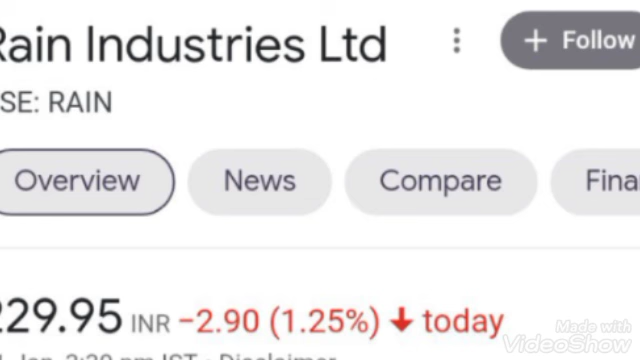 Rain Industries Ltd
+ Follow
SE: RAIN
Overview News Compare Fina
229.95 INR −2.90 (1.25%) ↓ today
Made with
VideoShow